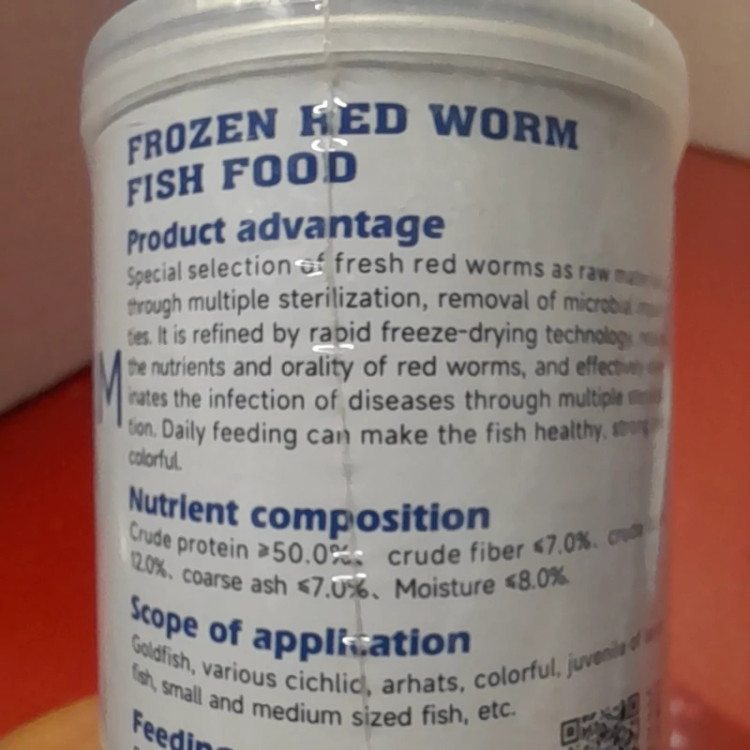 FROZEN RED WORM
FISH FOOD
Product advantage
Special selection of fresh red worms as raw
through multiple sterilization, removal of microbial
ties. It is refined by rapid freeze-drying technology,
the nutrients and orality of red worms, and effectively
inates the infection of diseases through multiple
tion. Daily feeding can make the fish healthy, strong
colorful.
M
Nutrient composition
Crude protein ≥50.0%、 crude fiber ≤7.0%、 crude
12.0%、 coarse ash ≤7.0%、 Moisture ≤8.0%
Scope of application
Goldfish, various cichlid, arhats, colorful, juvenile of
fish, small and medium sized fish, etc.
Feeding